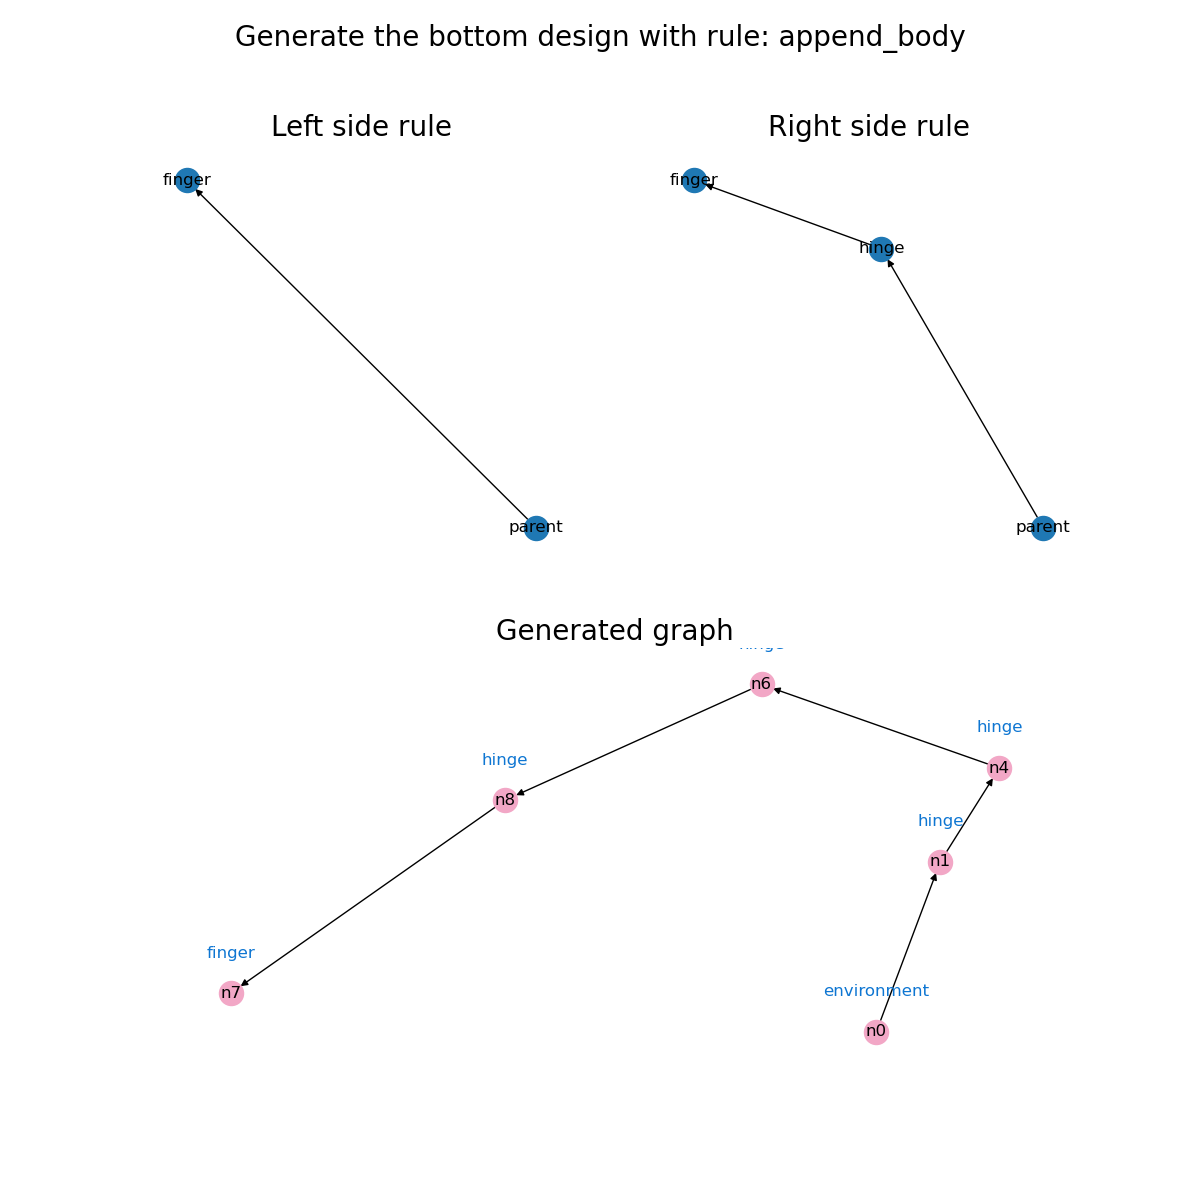 Generate the bottom design with rule: append_body
Left side rule
Right side rule
finger
finger
hinge
parent
parent
Generated graph
n6
hinge
hinge
n4
n8
hinge
n1
finger
environment
n7
n0